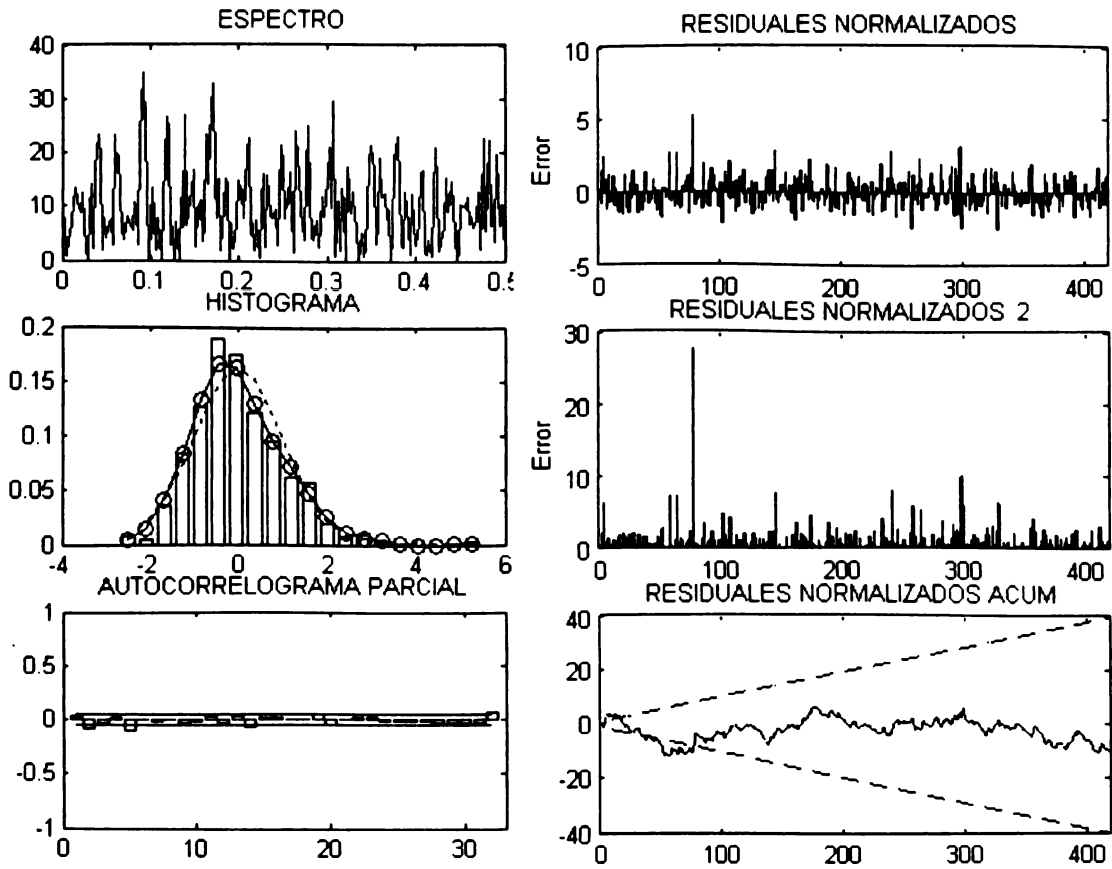 ESPECTRO
40
30
20
10
0
0 0.1 0.2 0.3 0.4 0.5
HISTOGRAMA
0.2
0.15
0.1
0.05
0
-4 -2 0 2 4 6
AUTOCORRELOGRAMA PARCIAL
1
0.5
0
-0.5
-1
0 10 20 30
RESIDUALES NORMALIZADOS
10
5
0
-5
Error
0 100 200 300 400
RESIDUALES NORMALIZADOS 2
30
20
10
0
Error
0 100 200 300 400
RESIDUALES NORMALIZADOS ACUM
40
20
0
-20
-40
0 100 200 300 400